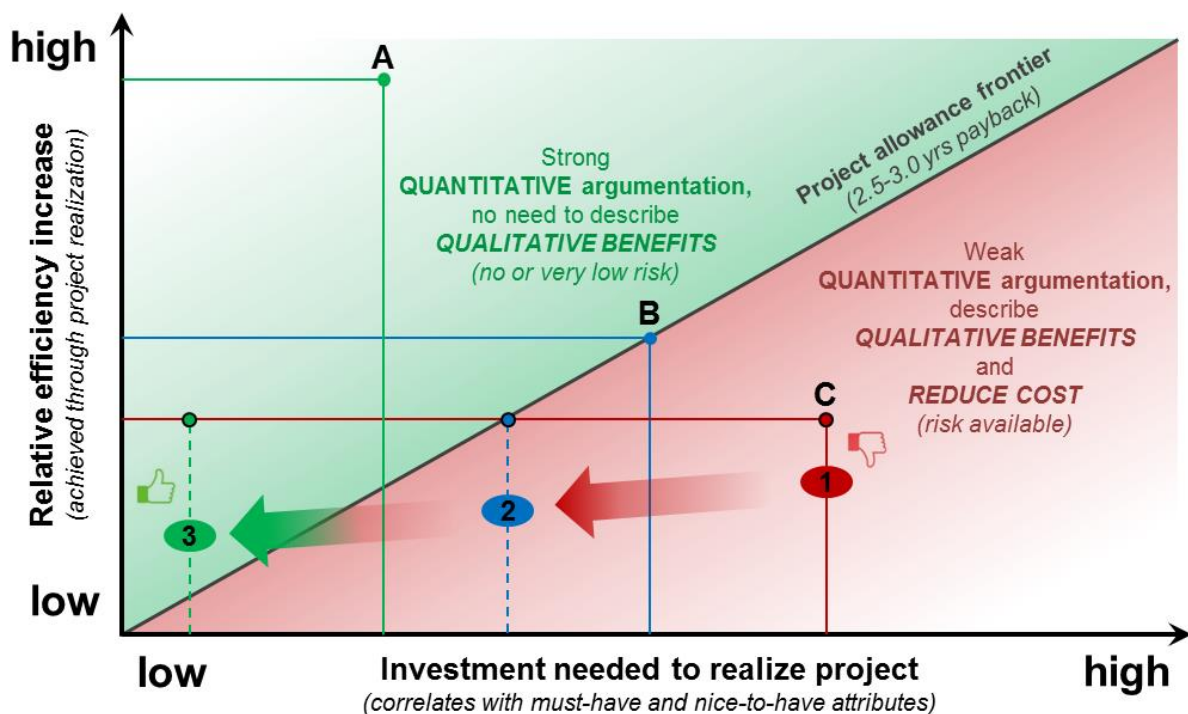 high
Relative efficiency increase
(achieved through project realization)
low
A
Strong
QUANTITATIVE argumentation,
no need to describe
QUALITATIVE BENEFITS
(no or very low risk)
Project allowance frontier
(2.5-3.0 yrs payback)
Weak
QUANTITATIVE argumentation,
describe
QUALITATIVE BENEFITS
and
REDUCE COST
(risk available)
B
C
1
2
3
low
Investment needed to realize project
(correlates with must-have and nice-to-have attributes)
high